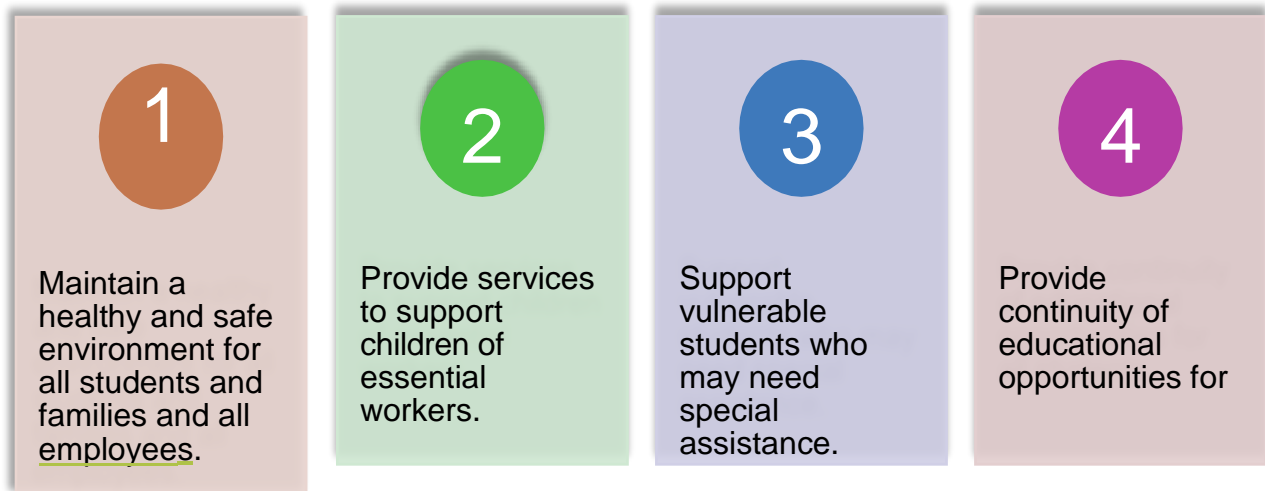 1
Maintain a
healthy and safe
environment for
all students and
families and all
employees.
2
Provide services
to support
children of
essential
workers.
3
Support
vulnerable
students who
may need
special
assistance.
4
Provide
continuity of
educational
opportunities for